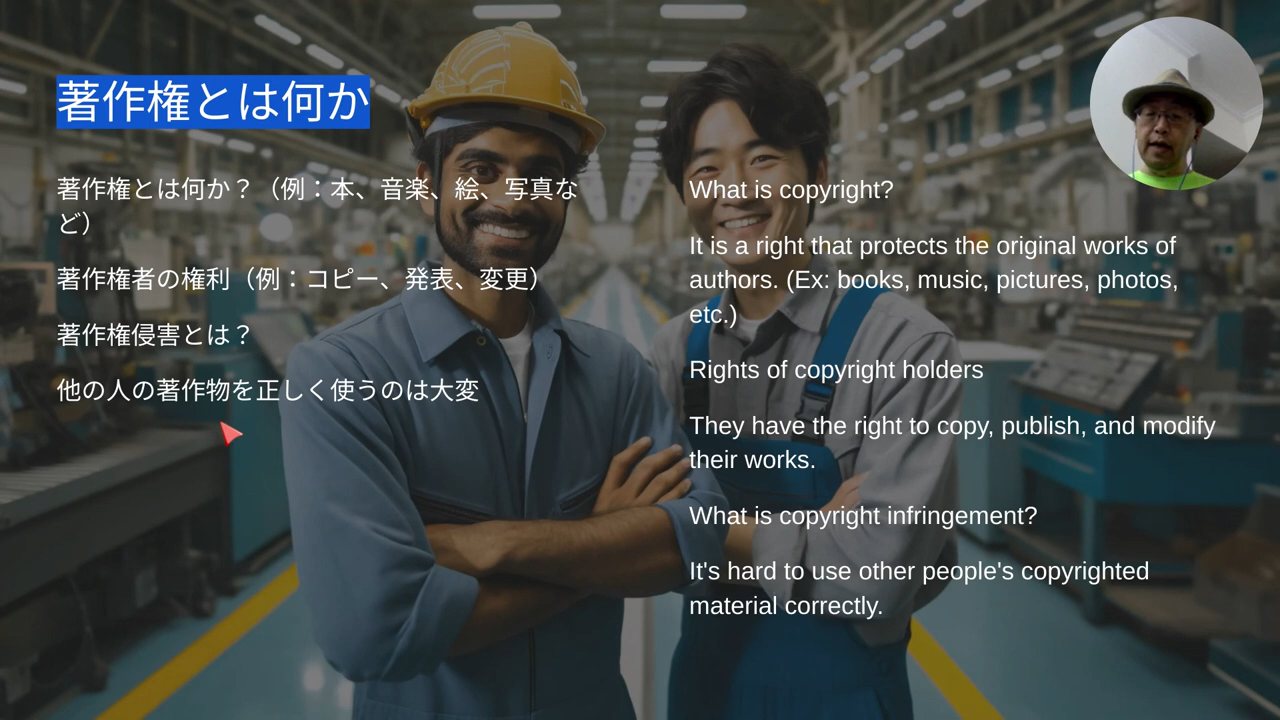 著作権とは何か
著作権とは何か？（例：本、音楽、絵、写真な
ど）
著作権者の権利（例：コピー、発表、変更）
著作権侵害とは？
他の人の著作物を正しく使うのは大変
What is copyright?
It is a right that protects the original works of
authors. (Ex: books, music, pictures, photos,
etc.)
Rights of copyright holders
They have the right to copy, publish, and modify
their works.
What is copyright infringement?
It's hard to use other people's copyrighted
material correctly.